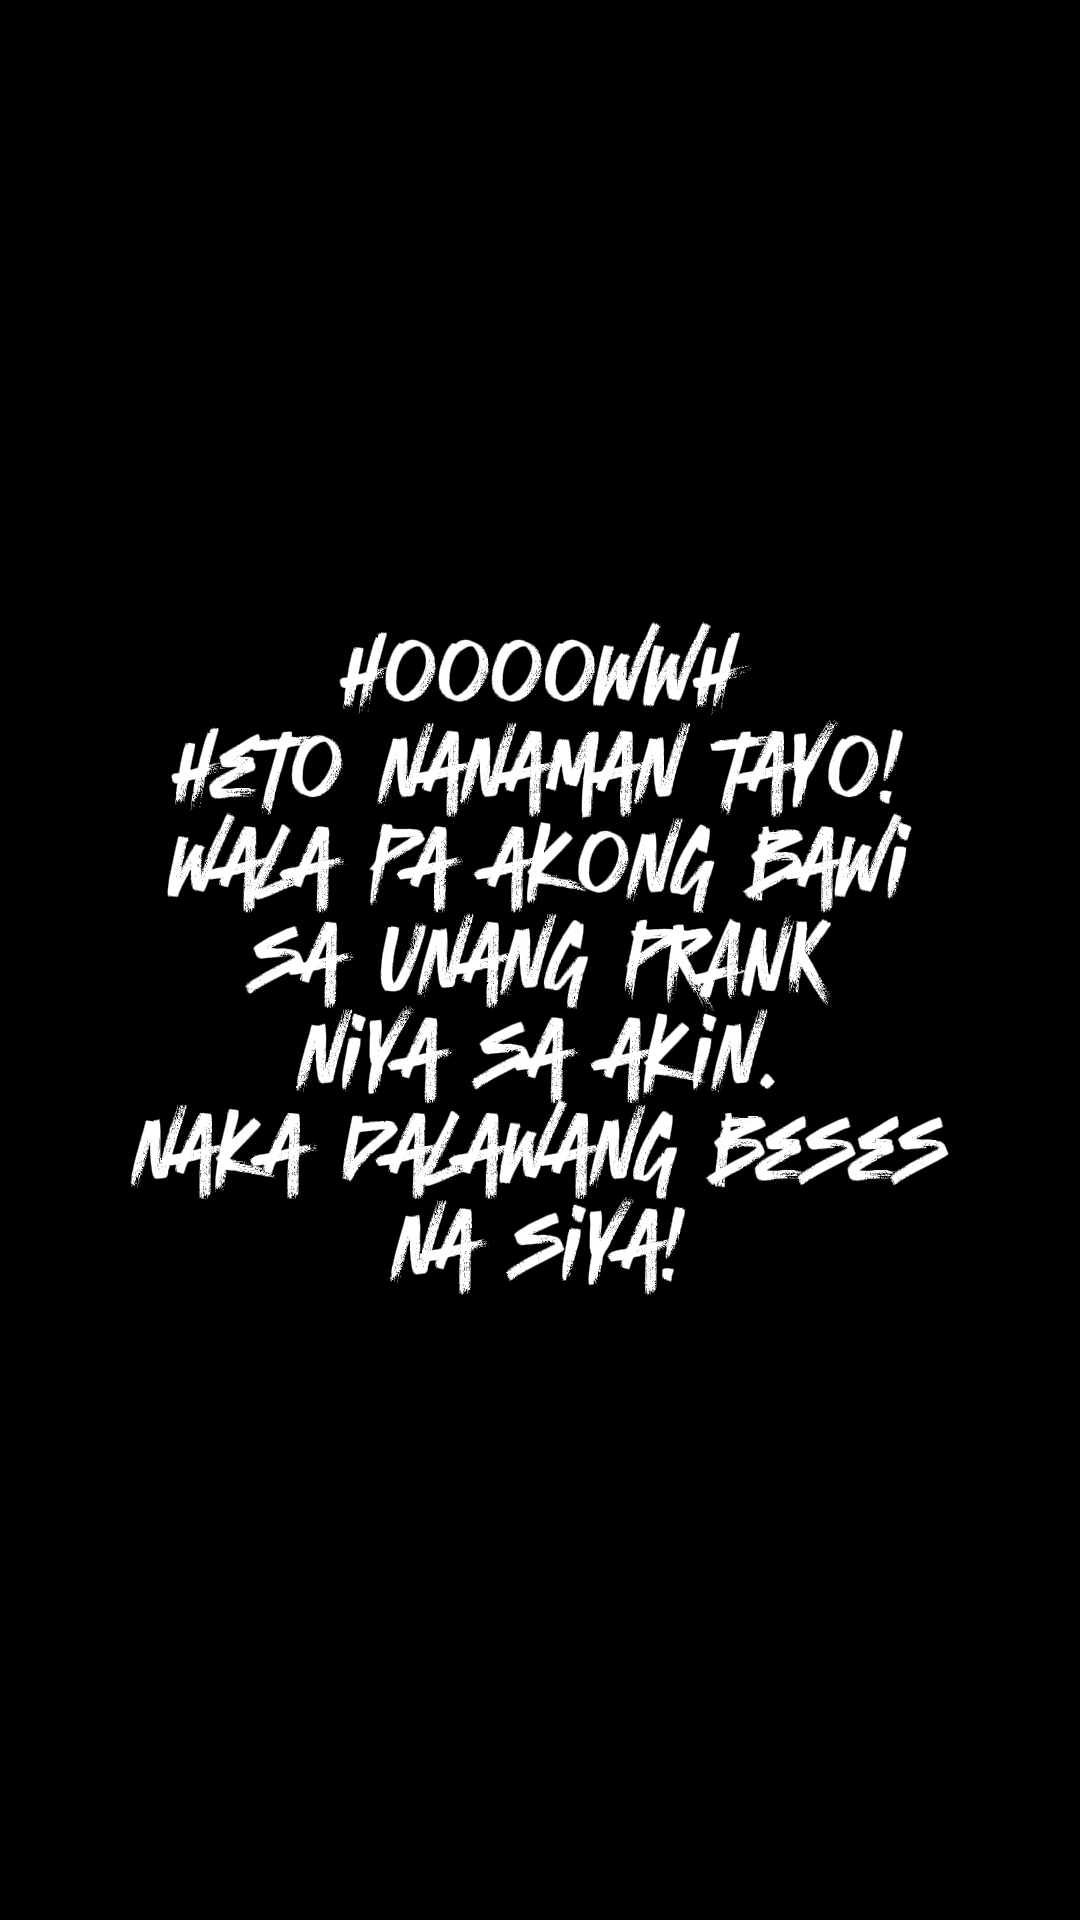 HOOOOWWH
HETO NANAMAN TAYO!
WALA PA AKONG BAWI
SA UNANG PRANK
NIYA SA AKIN.
NAKA DALAWANG BESES
NA SIYA!